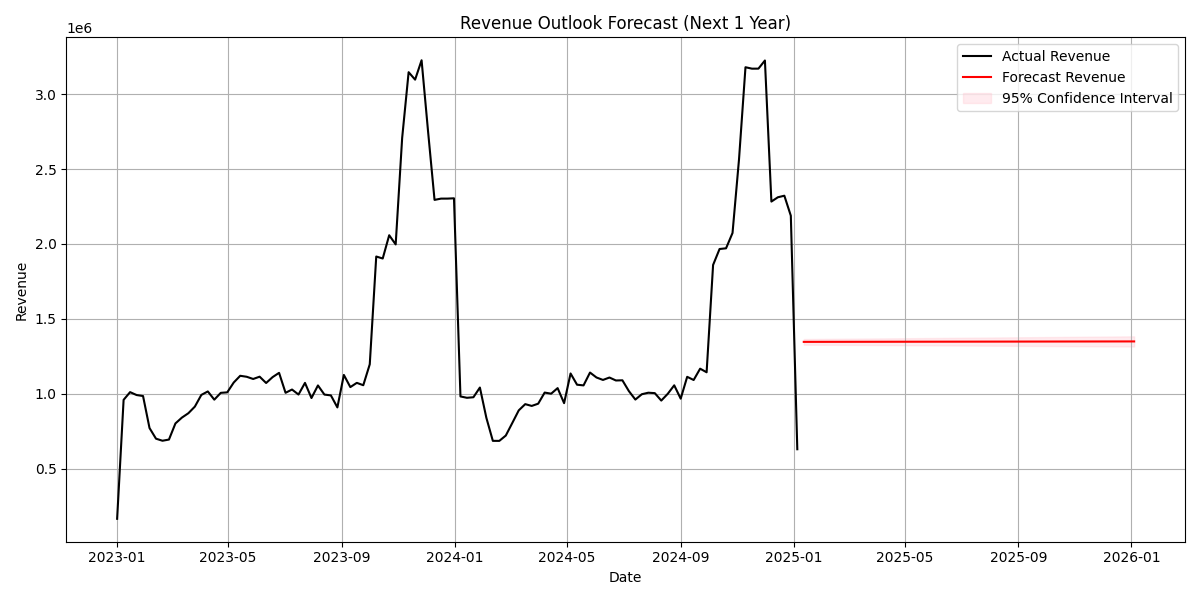 Revenue Outlook Forecast (Next 1 Year)
1e6
Actual Revenue
Forecast Revenue
95% Confidence Interval
3.0
2.5
2.0
1.5
1.0
0.5
Revenue
2023-01 2023-05 2023-09 2024-01 2024-05 2024-09 2025-01 2025-05 2025-09 2026-01
Date